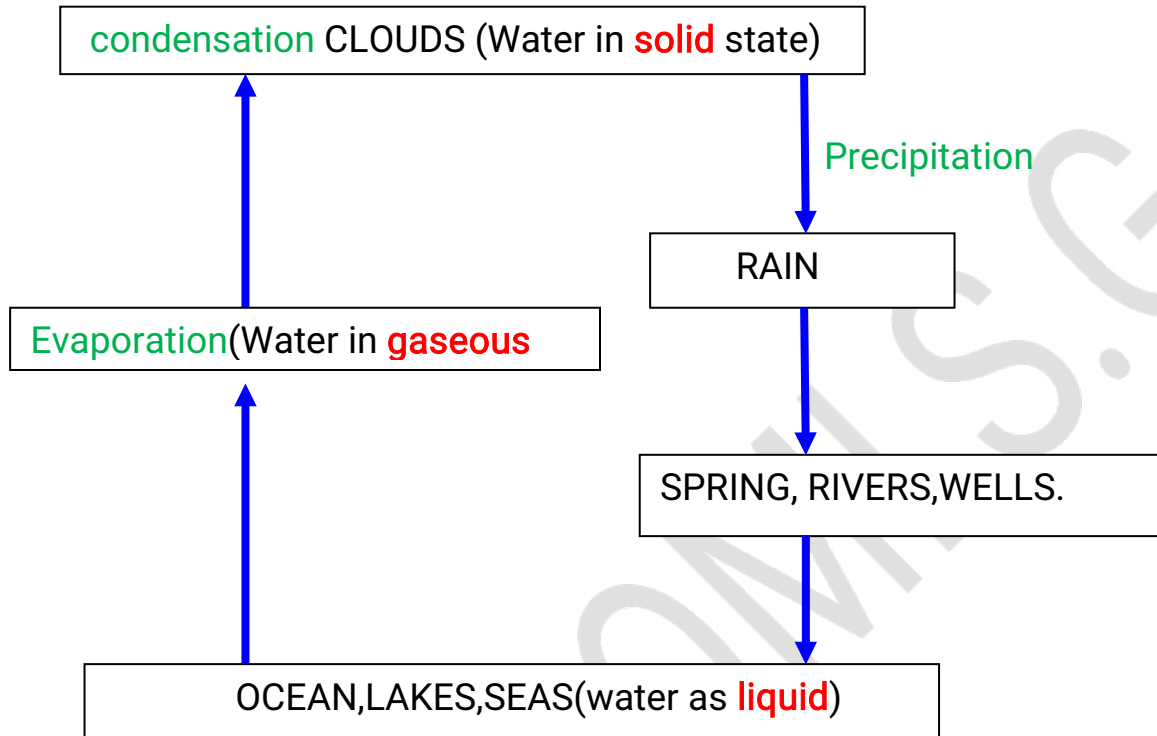 condensation CLOUDS (Water in solid state)
Precipitation
RAIN
Evaporation(Water in gaseous
SPRING, RIVERS,WELLS.
OCEAN,LAKES,SEAS(water as liquid)